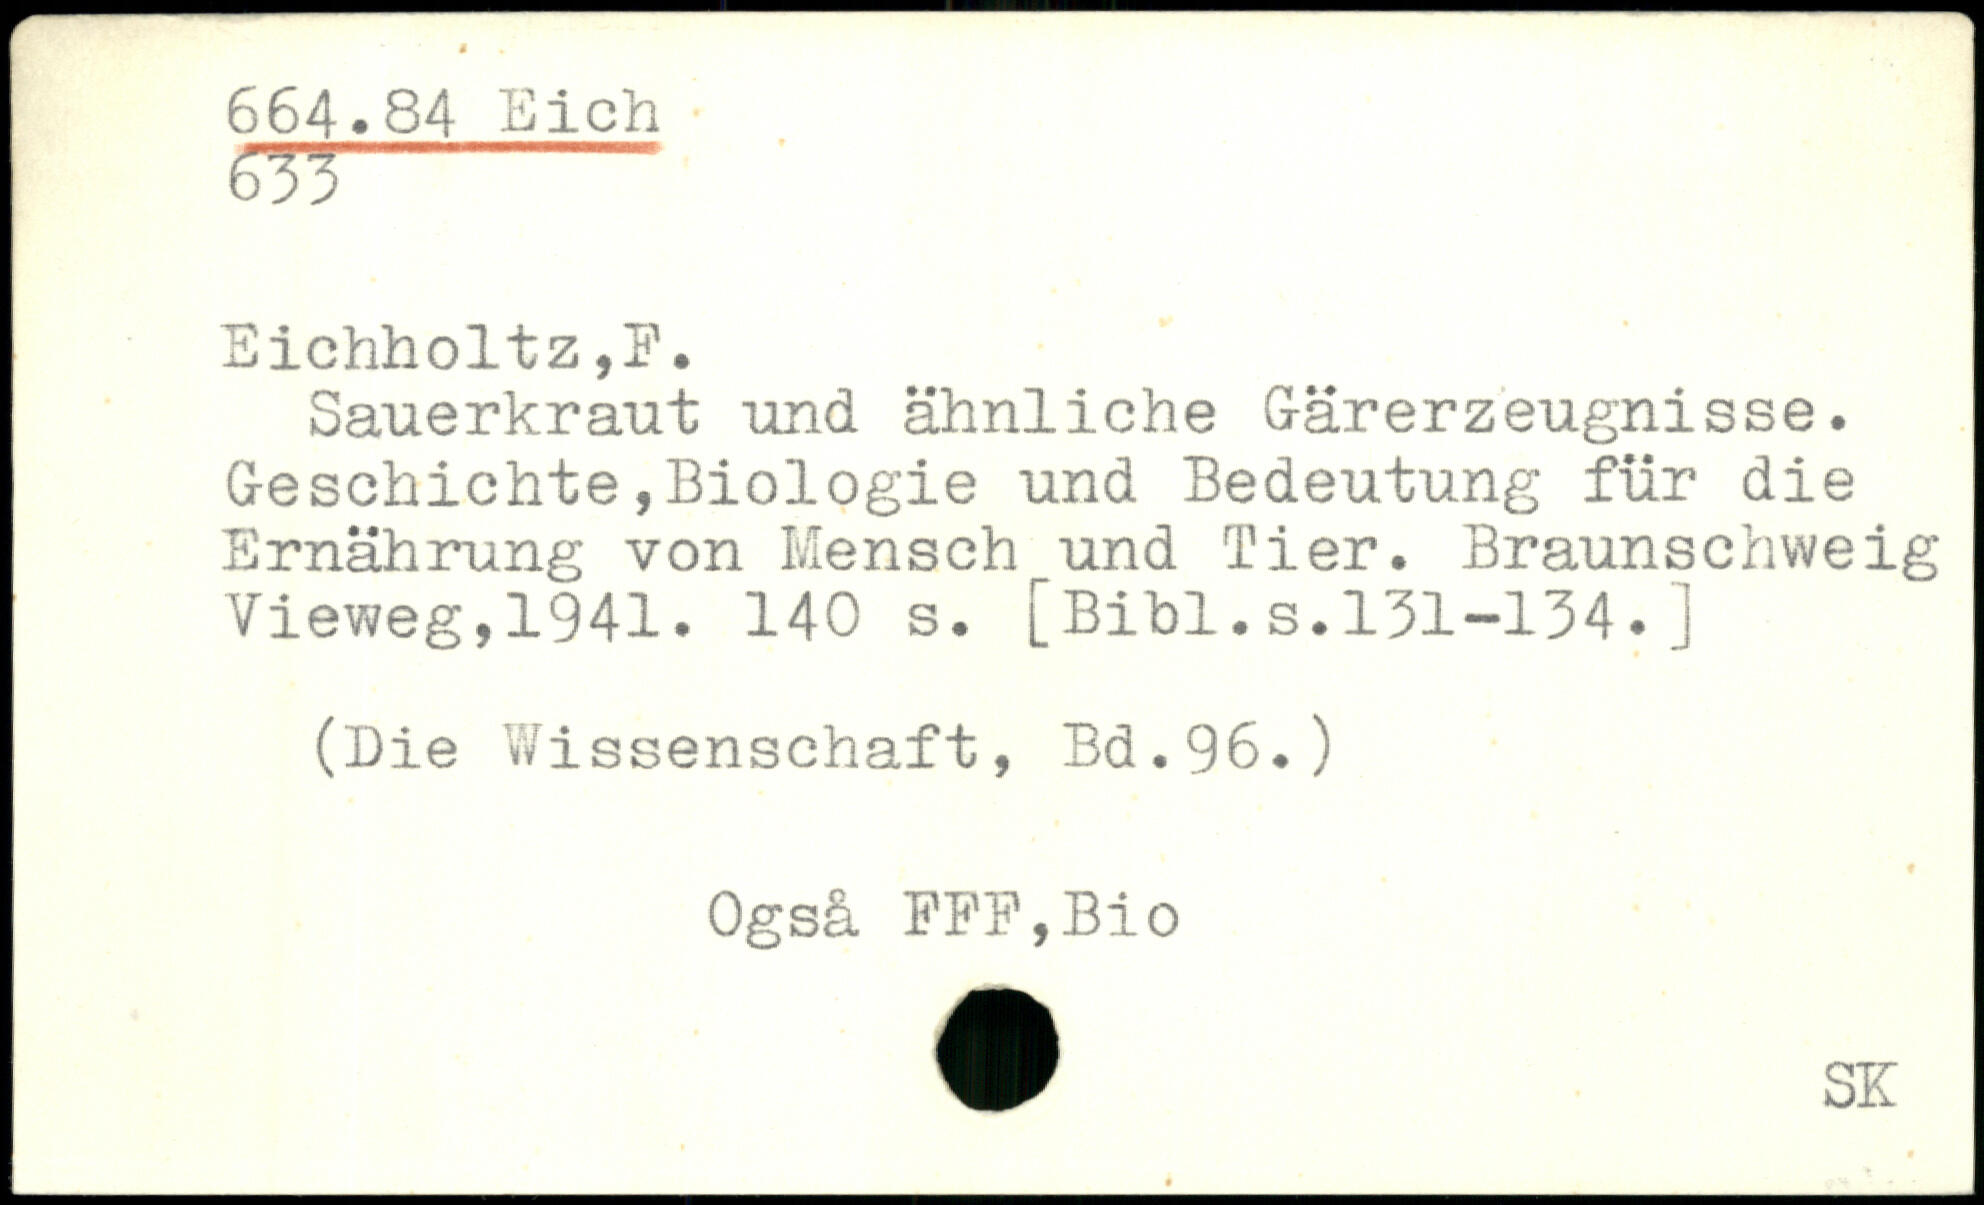 664.84 Eich
633
Eichholtz,F.
Sauerkraut und ähnliche Gärerzeugnisse.
Geschichte,Biologie und Bedeutung für die
Ernährung von Mensch und Tier. Braunschweig
Vieweg,1941. 140 s. [Bibl.s.131-134.]
(Die Wissenschaft, Bd.96.)
Også FFF,Bio
SK